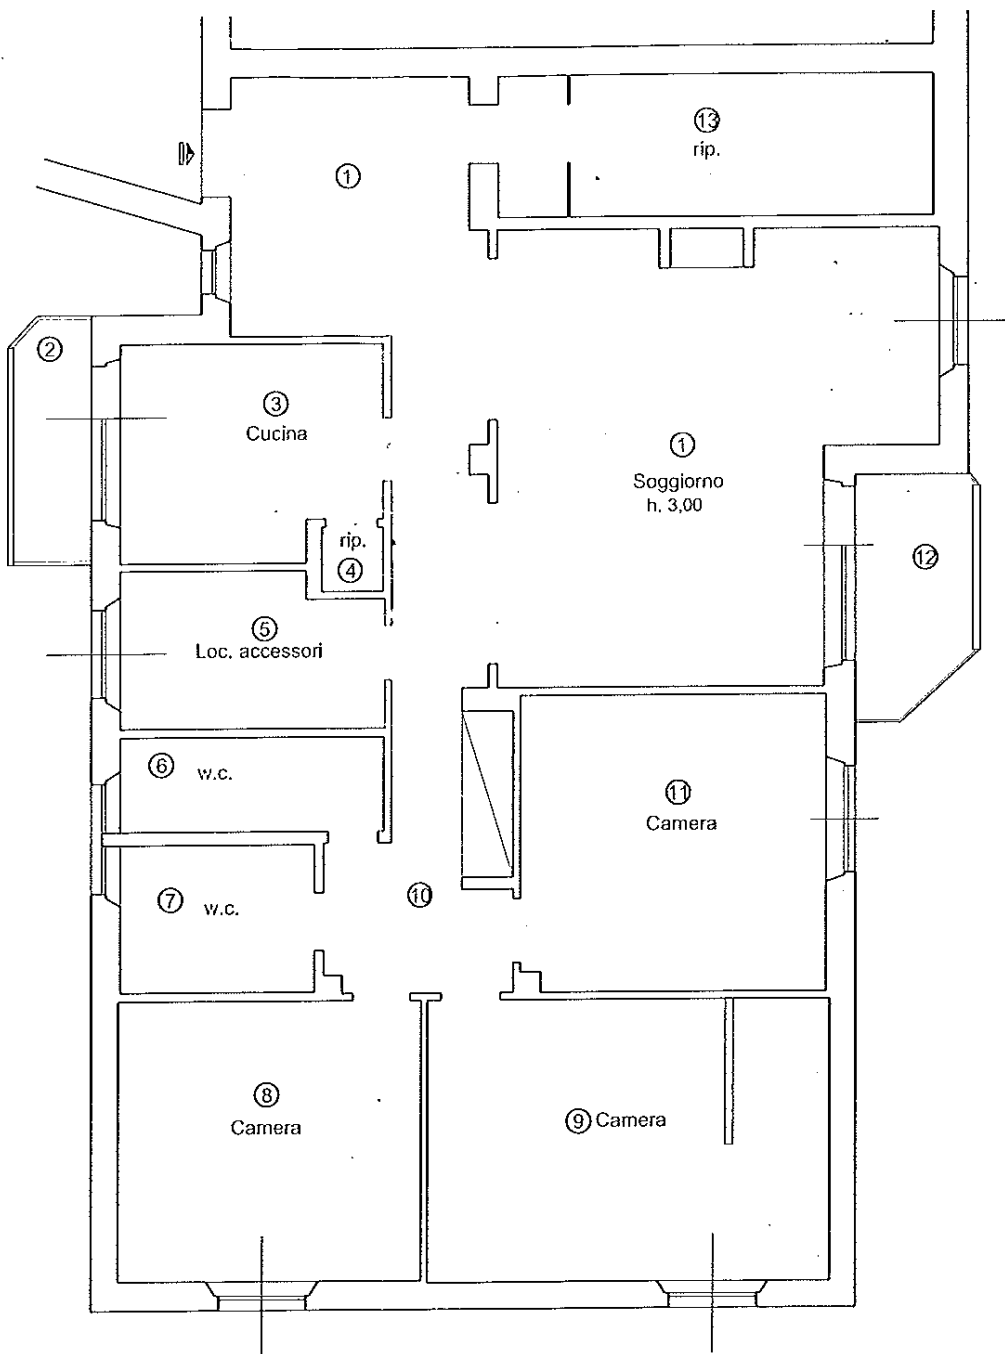 13
rip.
1
2
3
Cucina
1
Soggiorno
h. 3,00
rip.
4
12
5
Loc. accessori
6 w.c.
11
Camera
7 w.c.
10
8
Camera
9 Camera